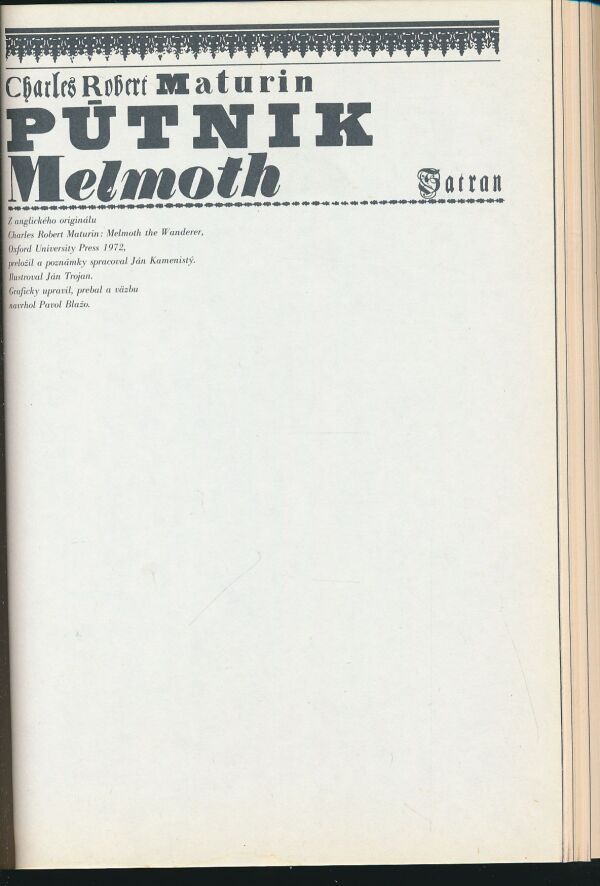 Charles Robert Maturin
PÚTNIK
Melmoth
Tatran
Z anglického originálu
Charles Robert Maturin: Melmoth the Wanderer,
Oxford University Press 1972,
preložil a poznámky spracoval Ján Kamenistý.
Ilustroval Ján Trojan.
Graficky upravil, prebal a väzbu
navrhol Pavol Blažo.